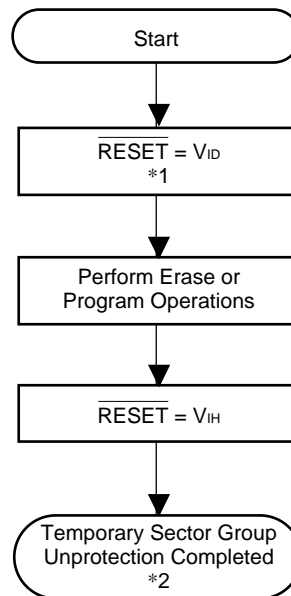 Start
RESET = VID
*1
Perform Erase or
Program Operations
RESET = VIH
Temporary Sector Group
Unprotection Completed
*2